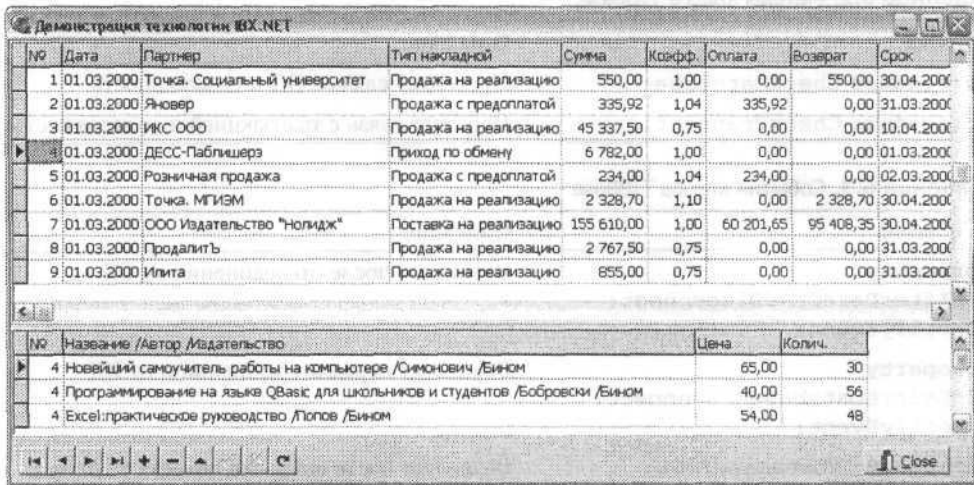 Демонстрация технологии IBX.NET
№ Дата Партнер Тип накладной Сумма Коэфф. Оплата Возврат Срок
1 01.03.2000 Точка. Социальный университет Продажа на реализацию 550,00 1,00 0,00 550,00 30.04.2000
2 01.03.2000 Яновер Продажа с предоплатой 335,92 1,04 335,92 0,00 31.03.2000
3 01.03.2000 ИКС ООО Продажа на реализацию 45 337,50 0,75 0,00 0,00 10.04.2000
4 01.03.2000 ДЕСС-Паблишерз Приход по обмену 6 782,00 1,00 0,00 0,00 01.03.2000
5 01.03.2000 Розничная продажа Продажа с предоплатой 234,00 1,04 234,00 0,00 02.03.2000
6 01.03.2000 Точка. МГИЭМ Продажа на реализацию 2 328,70 1,10 0,00 2 328,70 30.04.2000
7 01.03.2000 ООО Издательство "Нолидж" Поставка на реализацию 155 610,00 1,00 60 201,65 95 408,35 30.04.2000
8 01.03.2000 ПродалитЪ Продажа на реализацию 2 767,50 0,75 0,00 0,00 31.03.2000
9 01.03.2000 Илита Продажа на реализацию 855,00 0,75 0,00 0,00 31.03.2000
№ Название /Автор /Издательство Цена Колич.
4 Новейший самоучитель работы на компьютере /Симонович /Бином 65,00 30
4 Программирование на языке QBasic для школьников и студентов /Бобровски /Бином 40,00 56
4 Excel:практическое руководство /Попов /Бином 54,00 48
Close